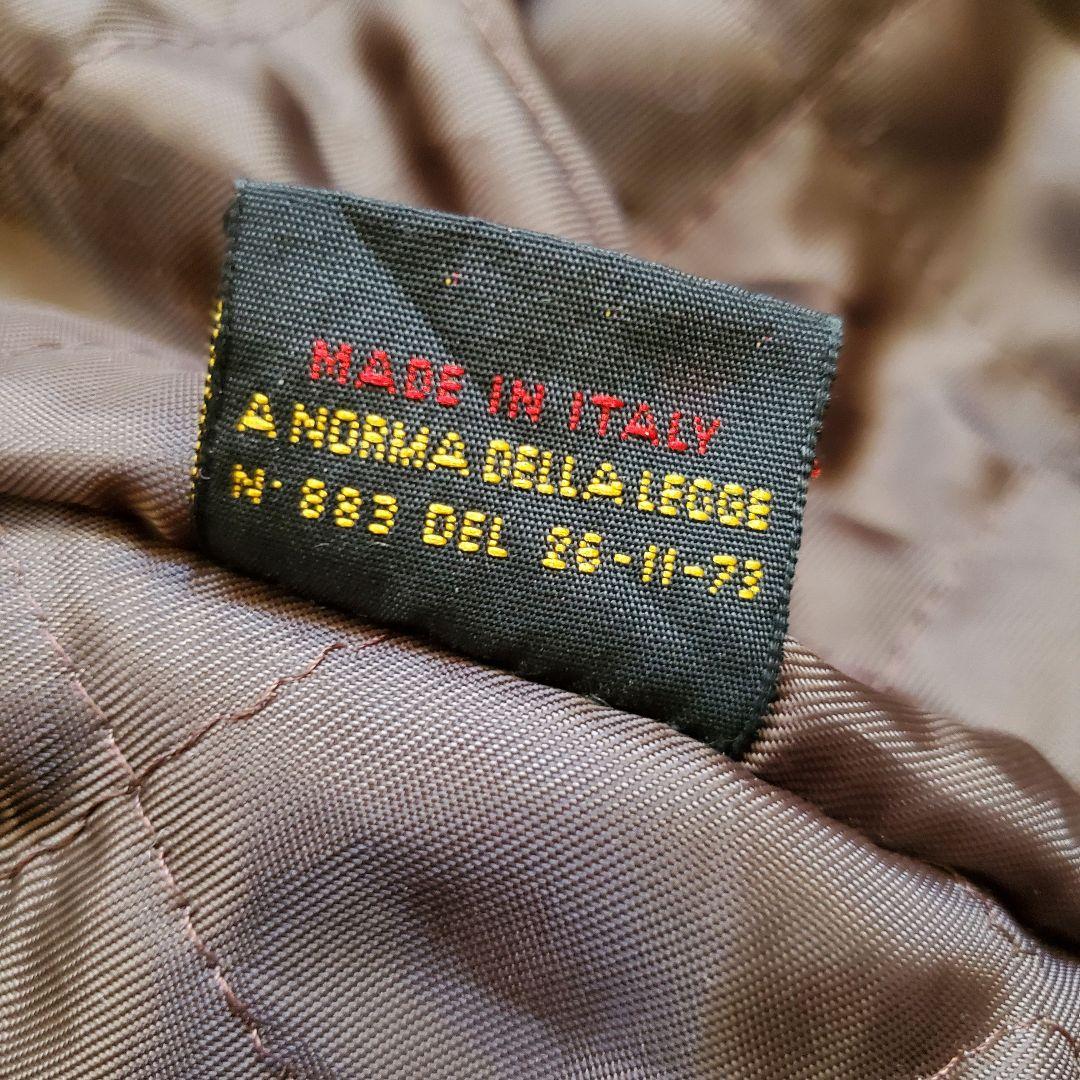 MADE IN ITALY
A NORMA DELLA LEGGE
N· 883 DEL 26-11-73